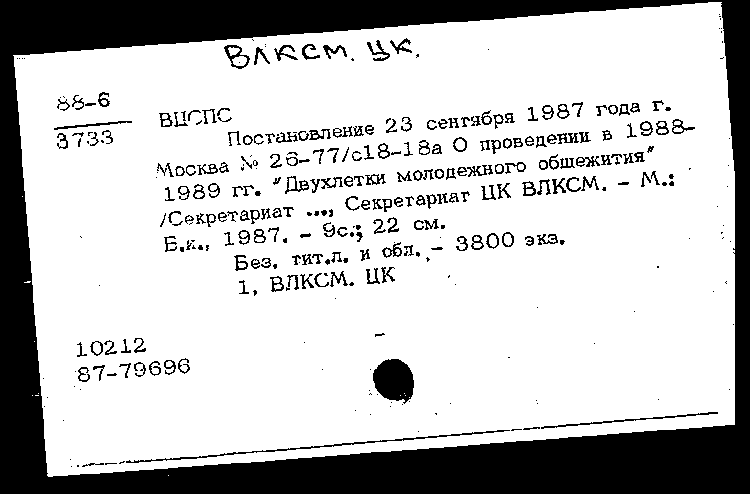 ВЛКСМ. ЦК.
88-6
3733
ВЦСПС
Постановление 23 сентября 1987 года г.
Москва № 26-77/с18-18а О проведении в 1988-
1989 гг. "Двухлетки молодежного общежития"
/Секретариат ..., Секретариат ЦК ВЛКСМ. - М.:
Б.и., 1987. - 9с.; 22 см.
Без. тит.л. и обл. - 3800 экз.
1, ВЛКСМ. ЦК
10212
87-79696